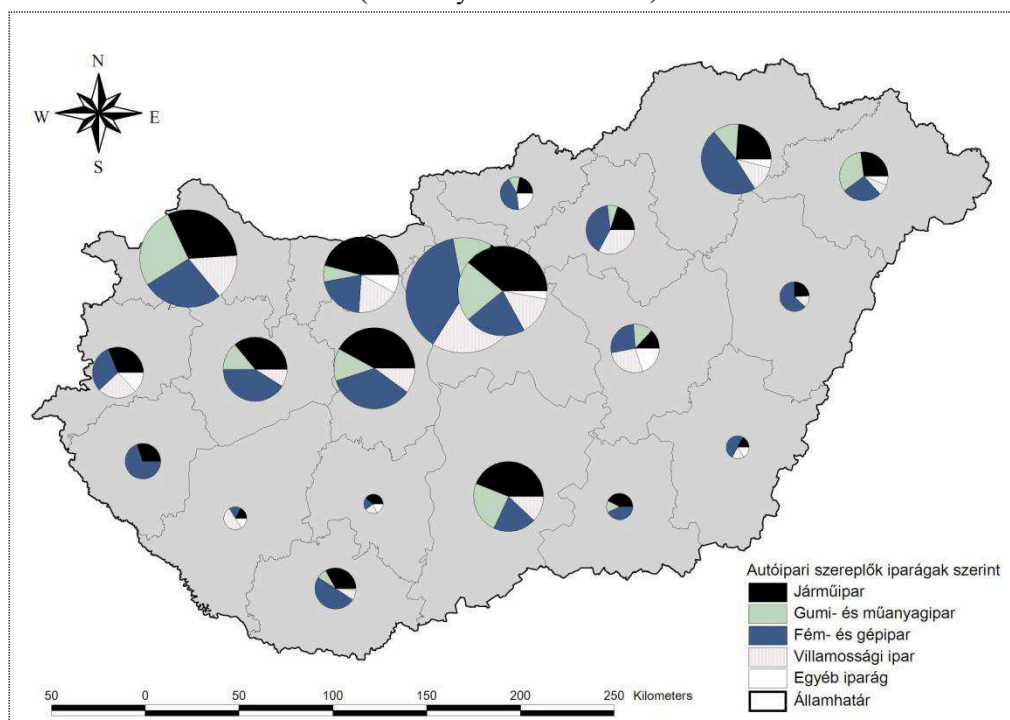 N
W E
S
Autóipari szereplők iparágak szerint
Járműipar
Gumi- és műanyagipar
Fém- és gépipar
Villamossági ipar
Egyéb iparág
Államhatár
50 0 50 100 150 200 250 Kilometers